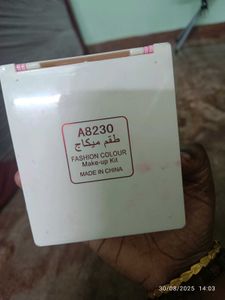 A8230
طقم ميكاج
FASHION COLOUR
Make-up Kit
MADE IN CHINA
30/08/2025 14:03